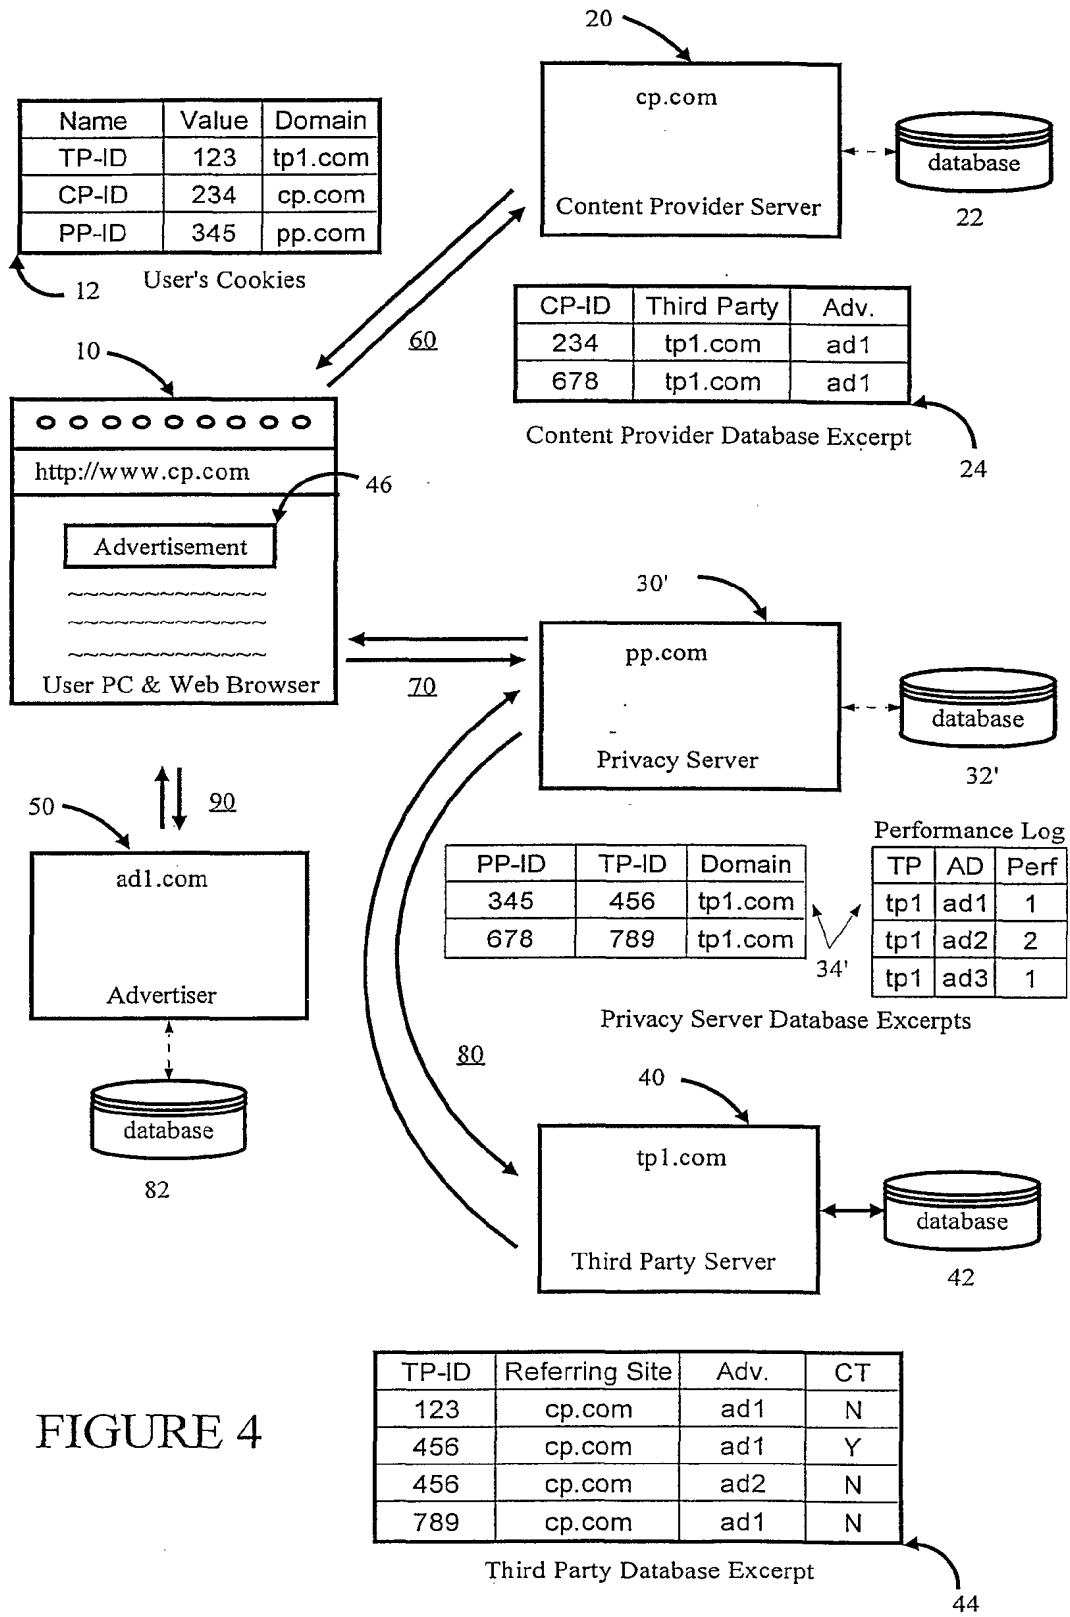 20
cp.com
Content Provider Server
database
22
Name Value Domain
TP-ID 123 tp1.com
CP-ID 234 cp.com
PP-ID 345 pp.com
12
User's Cookies
60
CP-ID Third Party Adv.
234 tp1.com ad1
678 tp1.com ad1
Content Provider Database Excerpt
24
10
http://www.cp.com
46
Advertisement
~~~~~~~~~~~~~
~~~~~~~~~~~~~
~~~~~~~~~~~~~
User PC & Web Browser
30'
pp.com
Privacy Server
70
database
32'
90
50
ad1.com
Advertiser
database
82
Performance Log
TP AD Perf
tp1 ad1 1
tp1 ad2 2
tp1 ad3 1
PP-ID TP-ID Domain
345 456 tp1.com
678 789 tp1.com
34'
Privacy Server Database Excerpts
80
40
tp1.com
Third Party Server
database
42
TP-ID Referring Site Adv. CT
123 cp.com ad1 N
456 cp.com ad1 Y
456 cp.com ad2 N
789 cp.com ad1 N
Third Party Database Excerpt
44
FIGURE 4